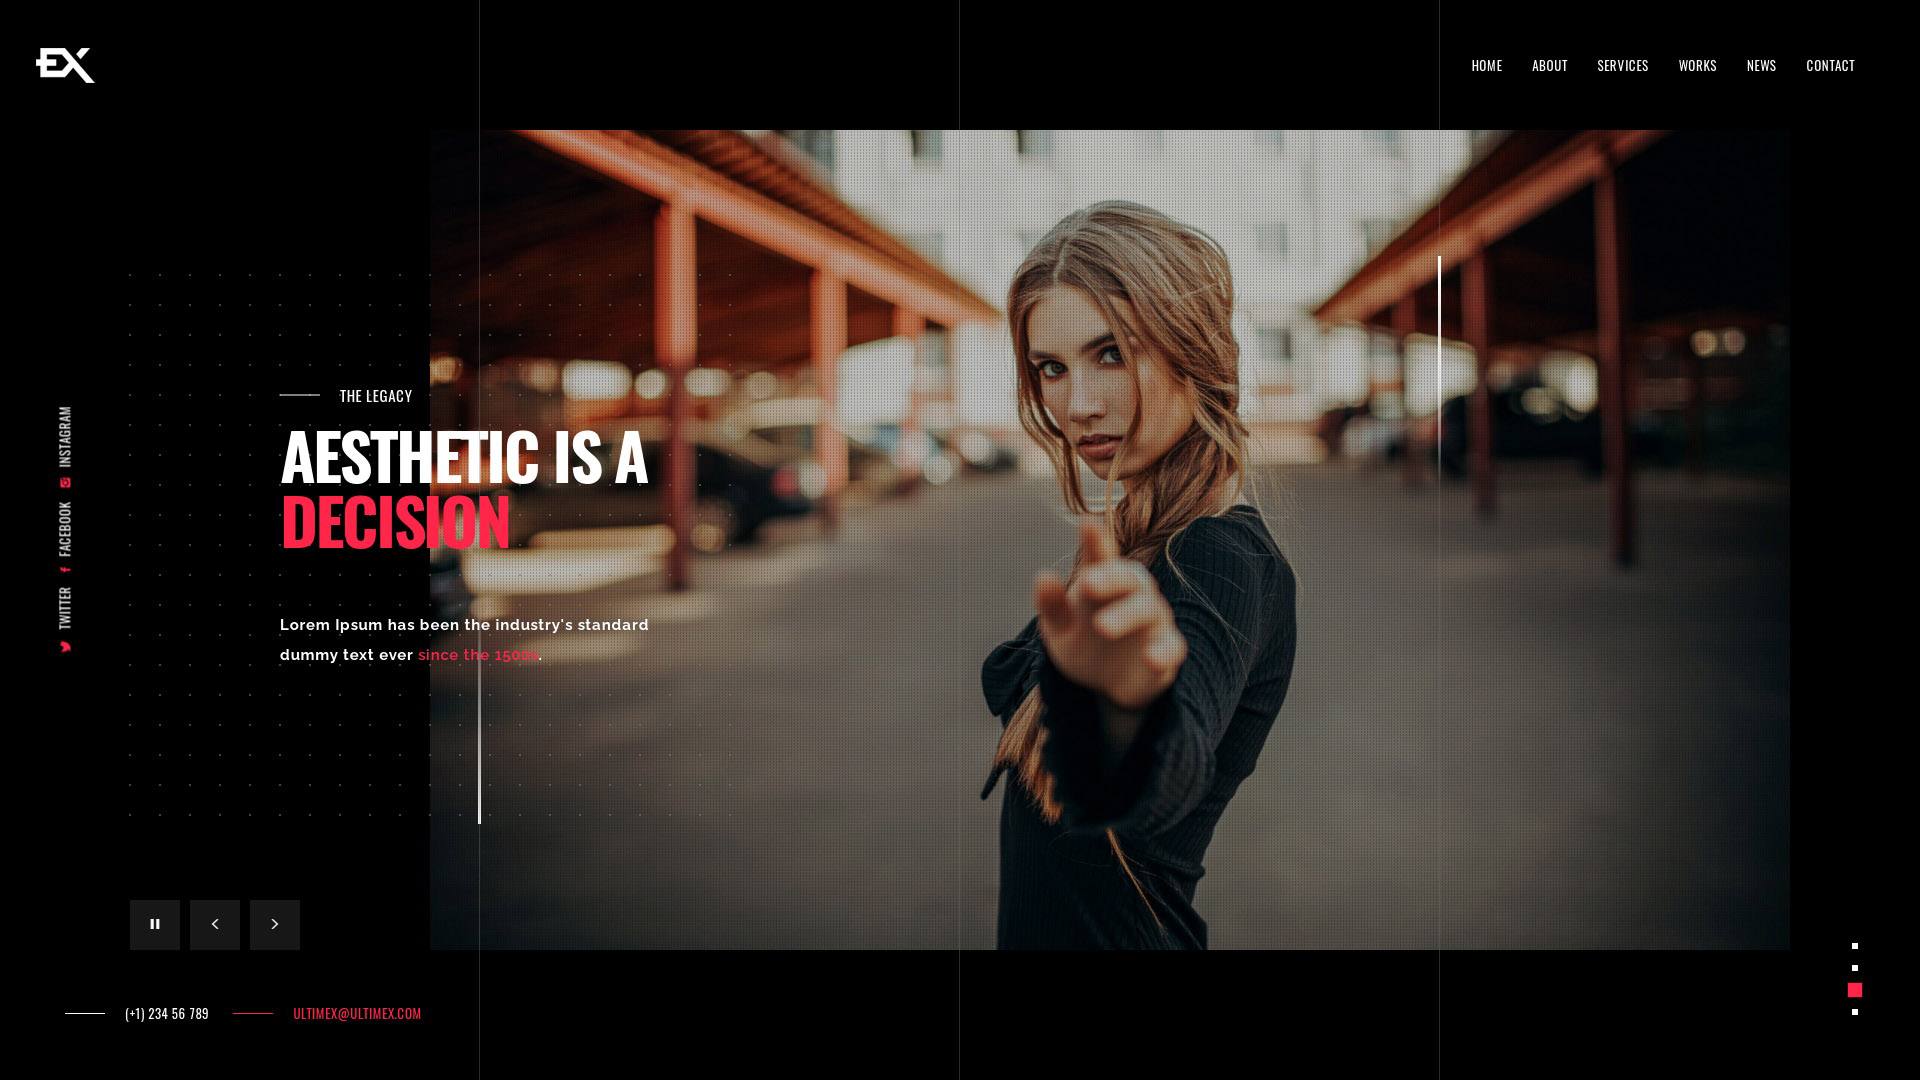 EX
HOME
ABOUT
SERVICES
WORKS
NEWS
CONTACT
THE LEGACY
AESTHETIC IS A
DECISION
Lorem Ipsum has been the industry's standard
dummy text ever since the 1500s.
INSTAGRAM
FACEBOOK
TWITTER
(+1) 234 56 789
ULTIMEX@ULTIMEX.COM